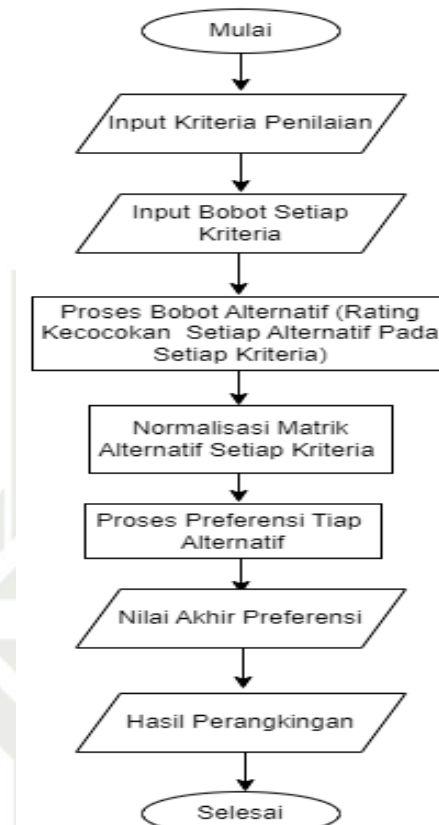 Mulai
Input Kriteria Penilaian
Input Bobot Setiap
Kriteria
Proses Bobot Alternatif (Rating
Kecocokan Setiap Alternatif Pada
Setiap Kriteria)
Normalisasi Matrik
Alternatif Setiap Kriteria
Proses Preferensi Tiap
Alternatif
Nilai Akhir Preferensi
Hasil Perangkingan
Selesai